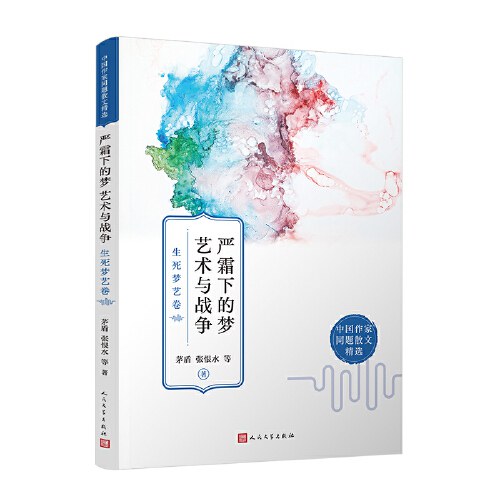 中国作家同题散文精选
严霜下的梦 艺术与战争
生死梦艺卷
茅盾 张恨水 等 著
严霜下的梦
艺术与战争
生死梦艺卷
茅盾 张恨水 等
著
中国作家
同题散文
精选
人民文学出版社